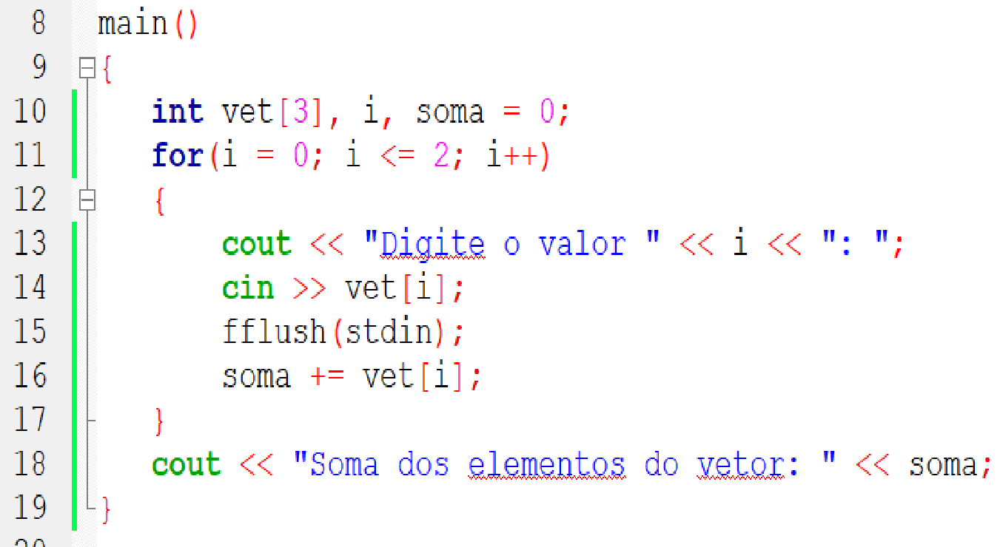 8 main()
9 {
10 int vet[3], i, soma = 0;
11 for(i = 0; i <= 2; i++)
12 {
13 cout << "Digite o valor " << i << ": ";
14 cin >> vet[i];
15 fflush(stdin);
16 soma += vet[i];
17 }
18 cout << "Soma dos elementos do vetor: " << soma;
19 }
20